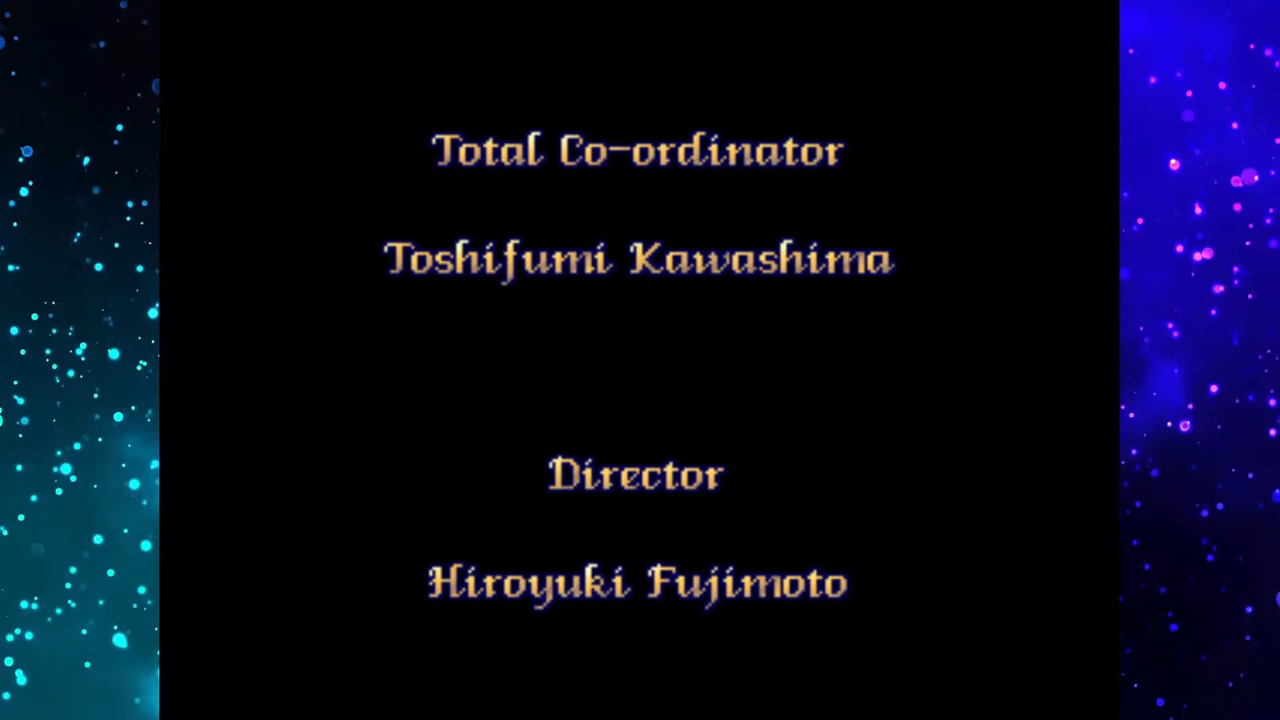 Total Co-ordinator
Toshifumi Kawashima
Director
Hiroyuki Fujimoto